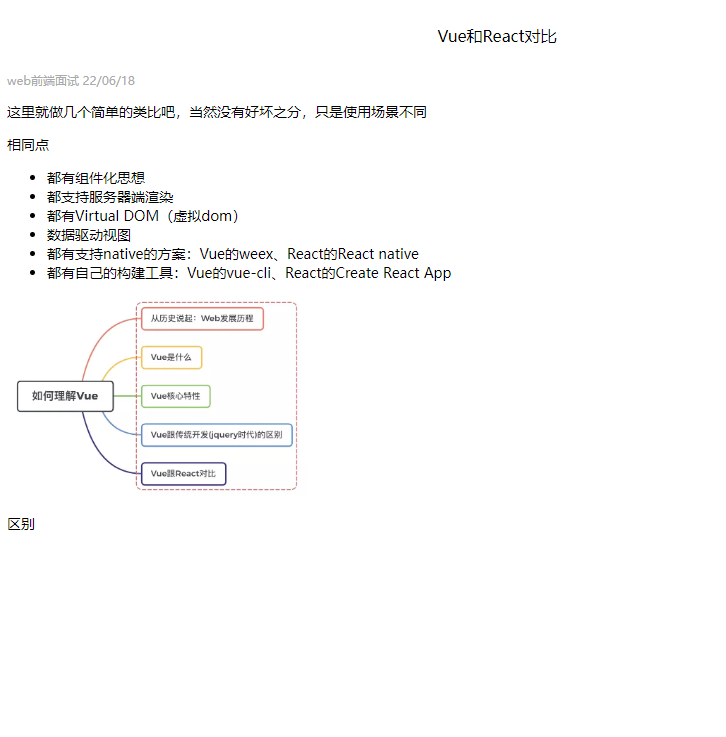 Vue和React对比
web前端面试 22/06/18
这里就做几个简单的类比吧，当然没有好坏之分，只是使用场景不同
相同点
都有组件化思想
都支持服务器端渲染
都有Virtual DOM（虚拟dom）
数据驱动视图
都有支持native的方案：Vue的weex、React的React native
都有自己的构建工具：Vue的vue-cli、React的Create React App
从历史说起：Web发展历程
Vue是什么
如何理解Vue
Vue核心特性
Vue跟传统开发(jquery时代)的区别
Vue跟React对比
区别